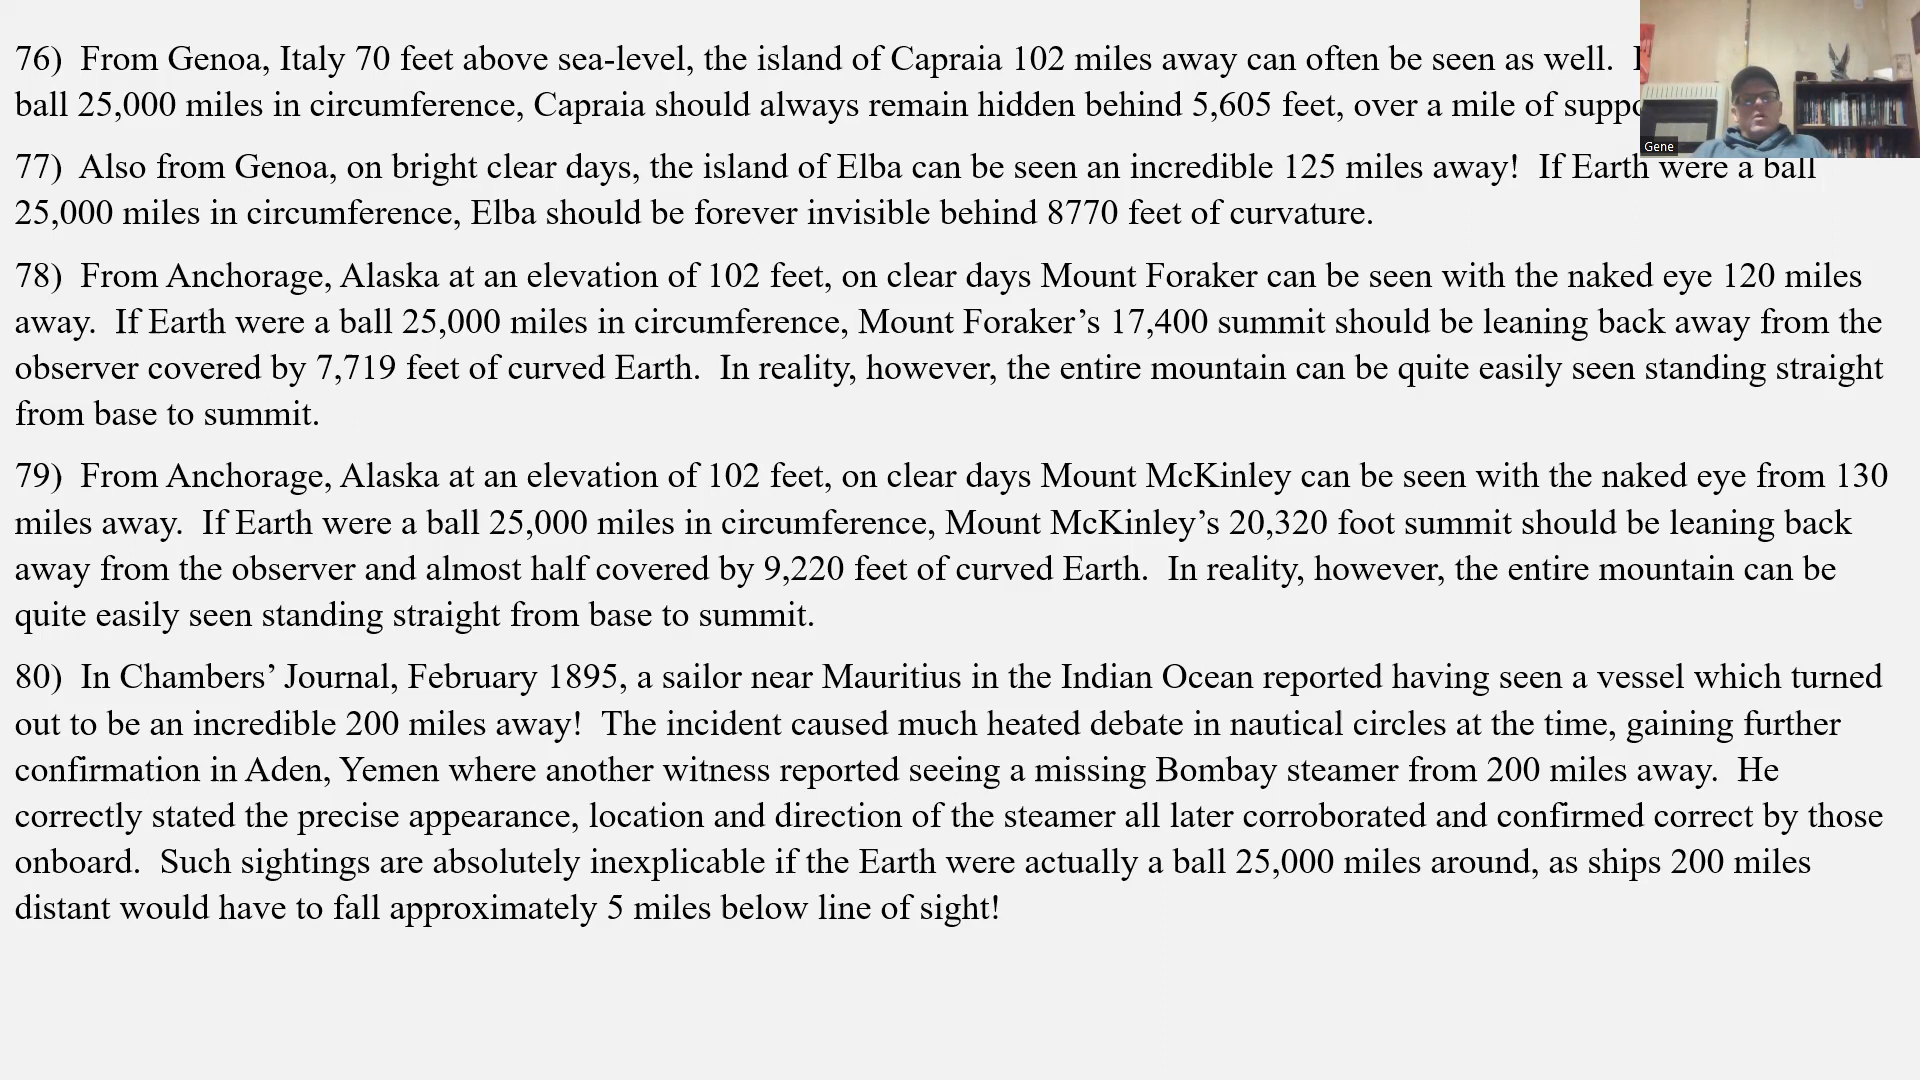 76)  From Genoa, Italy 70 feet above sea-level, the island of Capraia 102 miles away can often be seen as well.
ball 25,000 miles in circumference, Capraia should always remain hidden behind 5,605 feet, over a mile of
Gene
77)  Also from Genoa, on bright clear days, the island of Elba can be seen an incredible 125 miles away!  If Earth were a ball
25,000 miles in circumference, Elba should be forever invisible behind 8770 feet of curvature.
78)  From Anchorage, Alaska at an elevation of 102 feet, on clear days Mount Foraker can be seen with the naked eye 120 miles
away.  If Earth were a ball 25,000 miles in circumference, Mount Foraker’s 17,400 summit should be leaning back away from the
observer covered by 7,719 feet of curved Earth.  In reality, however, the entire mountain can be quite easily seen standing straight
from base to summit.
79)  From Anchorage, Alaska at an elevation of 102 feet, on clear days Mount McKinley can be seen with the naked eye from 130
miles away.  If Earth were a ball 25,000 miles in circumference, Mount McKinley’s 20,320 foot summit should be leaning back
away from the observer and almost half covered by 9,220 feet of curved Earth.  In reality, however, the entire mountain can be
quite easily seen standing straight from base to summit.
80)  In Chambers’ Journal, February 1895, a sailor near Mauritius in the Indian Ocean reported having seen a vessel which turned
out to be an incredible 200 miles away!  The incident caused much heated debate in nautical circles at the time, gaining further
confirmation in Aden, Yemen where another witness reported seeing a missing Bombay steamer from 200 miles away.  He
correctly stated the precise appearance, location and direction of the steamer all later corroborated and confirmed correct by those
onboard.  Such sightings are absolutely inexplicable if the Earth were actually a ball 25,000 miles around, as ships 200 miles
distant would have to fall approximately 5 miles below line of sight!